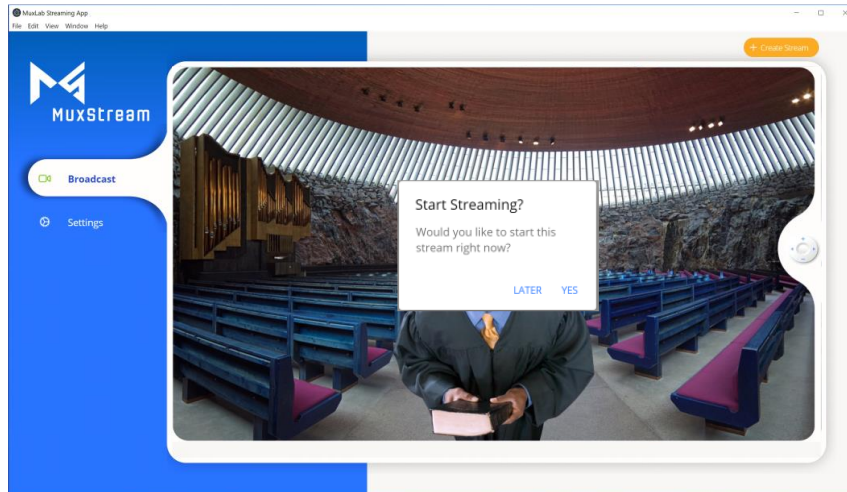 MuxLab Streaming App
File Edit View Window Help
+ Create Stream
MuxStream
Broadcast
Settings
Start Streaming?
Would you like to start this
stream right now?
LATER YES